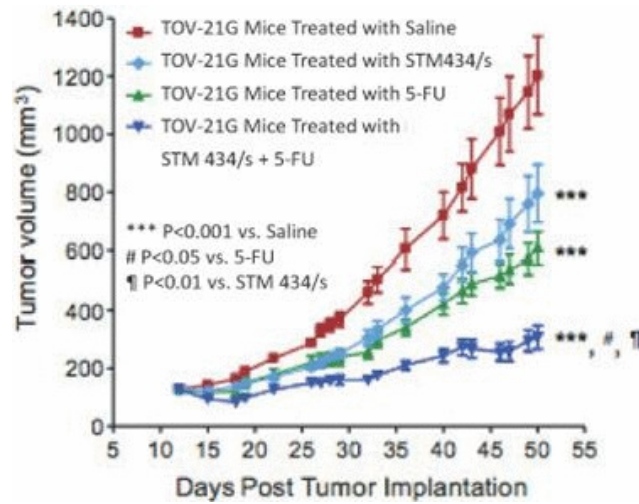 TOV-21G Mice Treated with Saline
TOV-21G Mice Treated with STM434/s
TOV-21G Mice Treated with 5-FU
TOV-21G Mice Treated with
STM 434/s + 5-FU
*** P<0.001 vs. Saline
# P<0.05 vs. 5-FU
¶ P<0.01 vs. STM 434/s
Tumor volume (mm³)
1400
1200
1000
800
600
400
200
0
***
***
***, #, ¶
5 10 15 20 25 30 35 40 45 50 55
Days Post Tumor Implantation